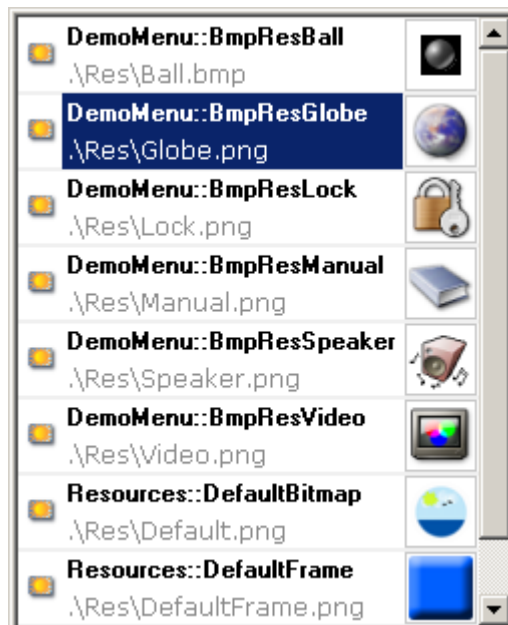 DemoMenu::BmpResBall
.\Res\Ball.bmp
DemoMenu::BmpResGlobe
.\Res\Globe.png
DemoMenu::BmpResLock
.\Res\Lock.png
DemoMenu::BmpResManual
.\Res\Manual.png
DemoMenu::BmpResSpeaker
.\Res\Speaker.png
DemoMenu::BmpResVideo
.\Res\Video.png
Resources::DefaultBitmap
.\Res\Default.png
Resources::DefaultFrame
.\Res\DefaultFrame.png